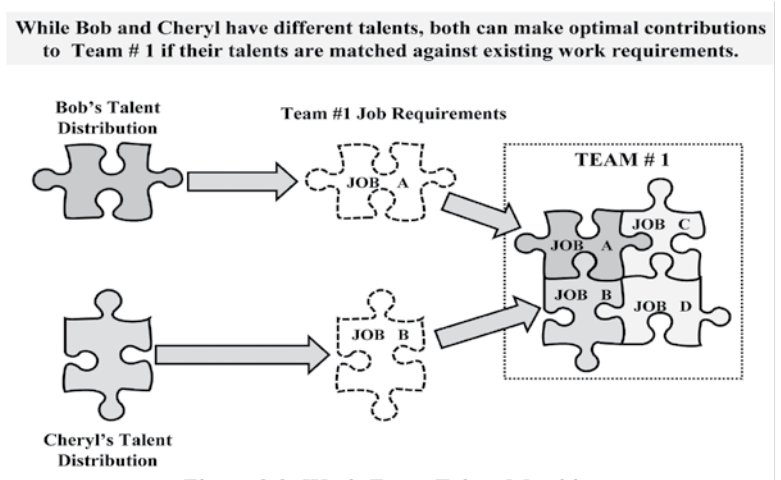 While Bob and Cheryl have different talents, both can make optimal contributions
to Team # 1 if their talents are matched against existing work requirements.
Bob's Talent
Distribution
Team #1 Job Requirements
TEAM # 1
JOB A
JOB C
JOB A
JOB B
JOB D
JOB B
Cheryl's Talent
Distribution